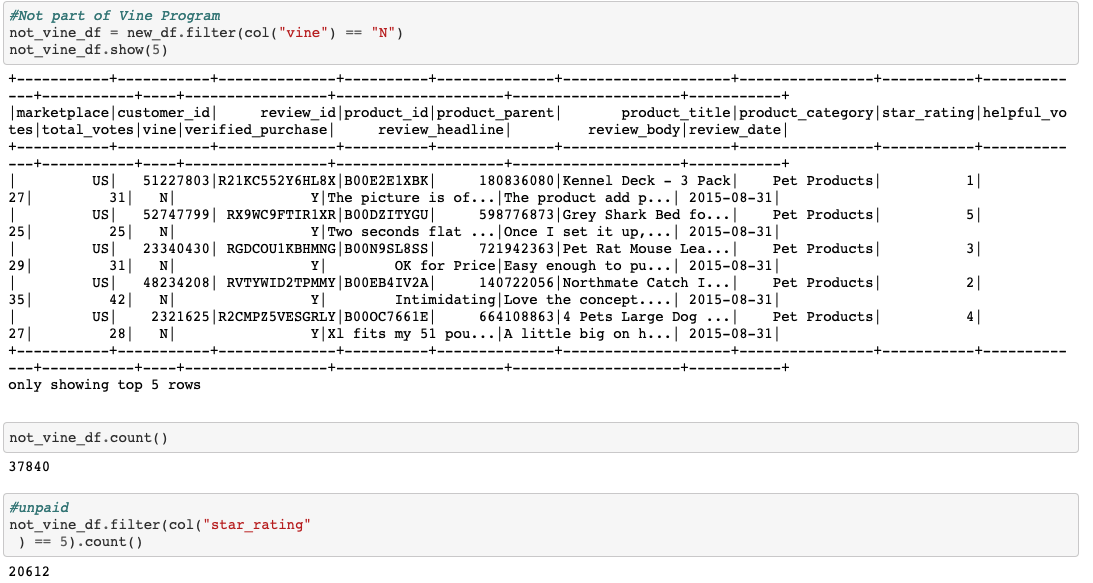 #Not part of Vine Program
not_vine_df = new_df.filter(col("vine") == "N")
not_vine_df.show(5)
+-----------+-----------+--------------+----------+--------------+--------------------+----------------+-----------+----------
---+-----------+----+-----------------+--------------------+--------------------+-----------+
|marketplace|customer_id|     review_id|product_id|product_parent|       product_title|product_category|star_rating|helpful_vo
tes|total_votes|vine|verified_purchase|     review_headline|         review_body|review_date|
+-----------+-----------+--------------+----------+--------------+--------------------+----------------+-----------+----------
---+-----------+----+-----------------+--------------------+--------------------+-----------+
|         US|   51227803|R21KC552Y6HL8X|B00E2E1XBK|     180836080|Kennel Deck - 3 Pack|    Pet Products|          1|
27|         31|   N|                Y|The picture is of...|The product add p...| 2015-08-31|
|         US|   52747799| RX9WC9FTIR1XR|B00DZITYGU|     598776873|Grey Shark Bed fo...|    Pet Products|          5|
25|         25|   N|                Y|Two seconds flat ...|Once I set it up,...| 2015-08-31|
|         US|   23340430| RGDCOU1KBHMNG|B00N9SL8SS|     721942363|Pet Rat Mouse Lea...|    Pet Products|          3|
29|         31|   N|                Y|        OK for Price|Easy enough to pu...| 2015-08-31|
|         US|   48234208| RVTYWID2TPMMY|B00EB4IV2A|     140722056|Northmate Catch I...|    Pet Products|          2|
35|         42|   N|                Y|        Intimidating|Love the concept....| 2015-08-31|
|         US|    2321625|R2CMPZ5VESGRLY|B00OC7661E|     664108863|4 Pets Large Dog ...|    Pet Products|          4|
27|         28|   N|                Y|Xl fits my 51 pou...|A little big on h...| 2015-08-31|
+-----------+-----------+--------------+----------+--------------+--------------------+----------------+-----------+----------
---+-----------+----+-----------------+--------------------+--------------------+-----------+
only showing top 5 rows
not_vine_df.count()
37840
#unpaid
not_vine_df.filter(col("star_rating"
 ) == 5).count()
20612